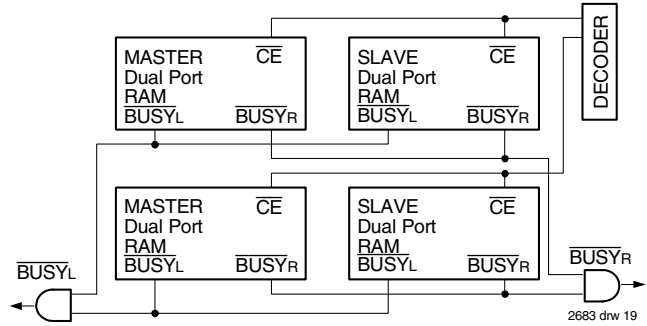 MASTER CE
Dual Port
RAM
BUSYL BUSYR
SLAVE CE
Dual Port
RAM
BUSYL BUSYR
DECODER
MASTER CE
Dual Port
RAM
BUSYL BUSYR
SLAVE CE
Dual Port
RAM
BUSYL BUSYR
BUSYL
BUSYR
2683 drw 19